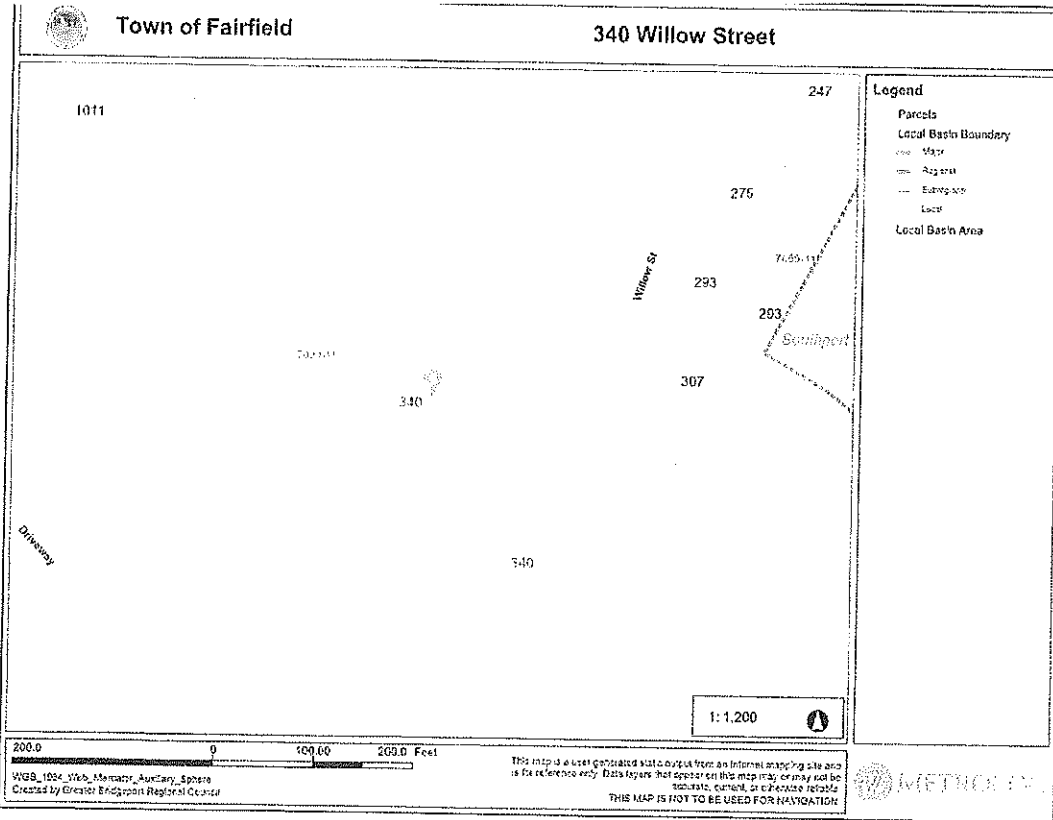 Town of Fairfield
340 Willow Street
1011
247
275
Willow St
293
293
Southport
307
340
Driveway
340
Legend
Parcels
Local Basin Boundary
Major
Regional
Subregional
Local
Local Basin Area
1: 1,200
200.0 0 100.00 200.0 Feet
WGS_1984_Web_Mercator_Auxiliary_Sphere
Created by Greater Bridgeport Regional Council
This map is a user generated static output from an Internet mapping site and
is for reference only. Data layers that appear on this map may or may not be
accurate, current, or otherwise reliable.
THIS MAP IS NOT TO BE USED FOR NAVIGATION